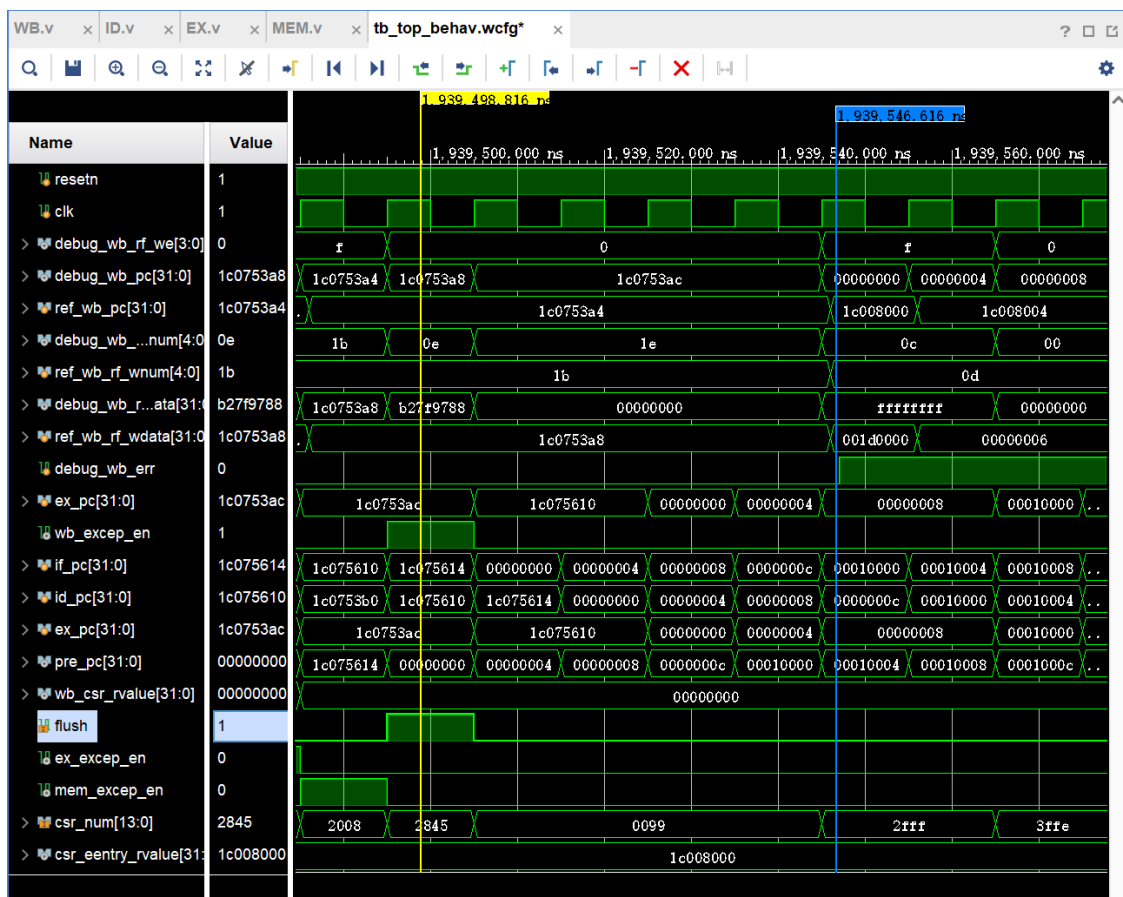 WB.v × ID.v × EX.v × MEM.v × tb_top_behav.wcfg* ×
1,939,498.816 ns
1,939,546.616 ns
Name Value
1,939,500.000 ns 1,939,520.000 ns 1,939,540.000 ns 1,939,560.000 ns
resetn 1
clk 1
debug_wb_rf_we[3:0] 0 f 0 f 0
debug_wb_pc[31:0] 1c0753a8 1c0753a4 1c0753a8 1c0753ac 00000000 00000004 00000008
ref_wb_pc[31:0] 1c0753a4 . 1c0753a4 1c008000 1c008004
debug_wb_...num[4:0 0e 1b 0e 1e 0c 00
ref_wb_rf_wnum[4:0] 1b 1b 0d
debug_wb_r...ata[31:0 b27f9788 1c0753a8 b27f9788 00000000 ffffffff 00000000
ref_wb_rf_wdata[31:0 1c0753a8 . 1c0753a8 001d0000 00000006
debug_wb_err 0
ex_pc[31:0] 1c0753ac 1c0753ac 1c075610 00000000 00000004 00000008 00010000 ..
wb_excep_en 1
if_pc[31:0] 1c075614 1c075610 1c075614 00000000 00000004 00000008 0000000c 00010000 00010004 00010008 ..
id_pc[31:0] 1c075610 1c0753b0 1c075610 1c075614 00000000 00000004 00000008 0000000c 00010000 00010004 ..
ex_pc[31:0] 1c0753ac 1c0753ac 1c075610 00000000 00000004 00000008 00010000 ..
pre_pc[31:0] 00000000 1c075614 00000000 00000004 00000008 0000000c 00010000 00010004 00010008 0001000c ..
wb_csr_rvalue[31:0] 00000000 00000000
flush 1
ex_excep_en 0
mem_excep_en 0
csr_num[13:0] 2845 2008 2845 0099 2fff 3ffe
csr_eentry_rvalue[31: 1c008000 1c008000